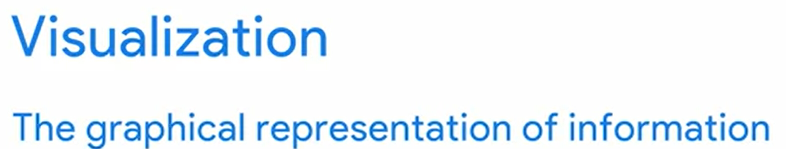 Visualization
The graphical representation of information